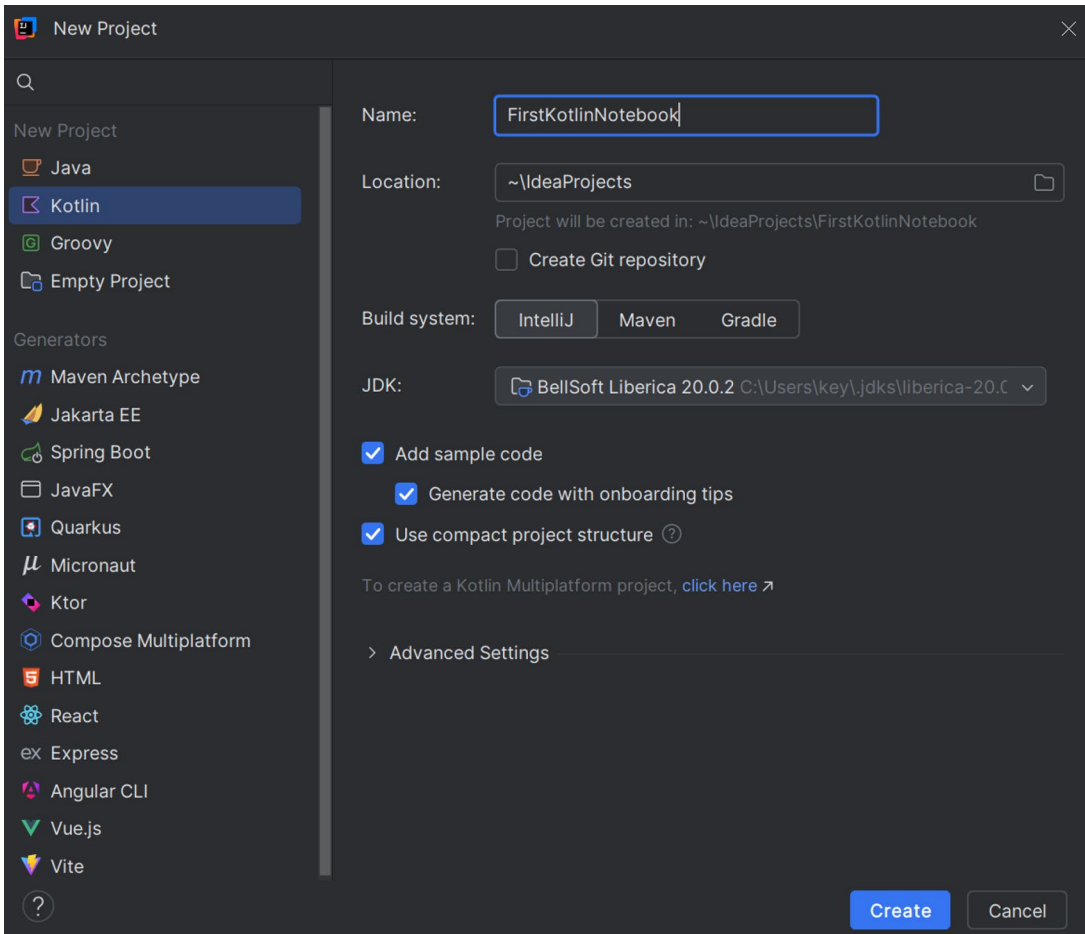 New Project
New Project
Java
Kotlin
Groovy
Empty Project
Generators
Maven Archetype
Jakarta EE
Spring Boot
JavaFX
Quarkus
Micronaut
Ktor
Compose Multiplatform
HTML
React
ex Express
Angular CLI
Vue.js
Vite
Name: FirstKotlinNotebook
Location: ~\IdeaProjects
Project will be created in: ~\IdeaProjects\FirstKotlinNotebook
Create Git repository
Build system: IntelliJ Maven Gradle
JDK: BellSoft Liberica 20.0.2 C:\Users\key\.jdks\liberica-20.0
Add sample code
Generate code with onboarding tips
Use compact project structure ?
To create a Kotlin Multiplatform project, click here ↗
Advanced Settings
? Create Cancel